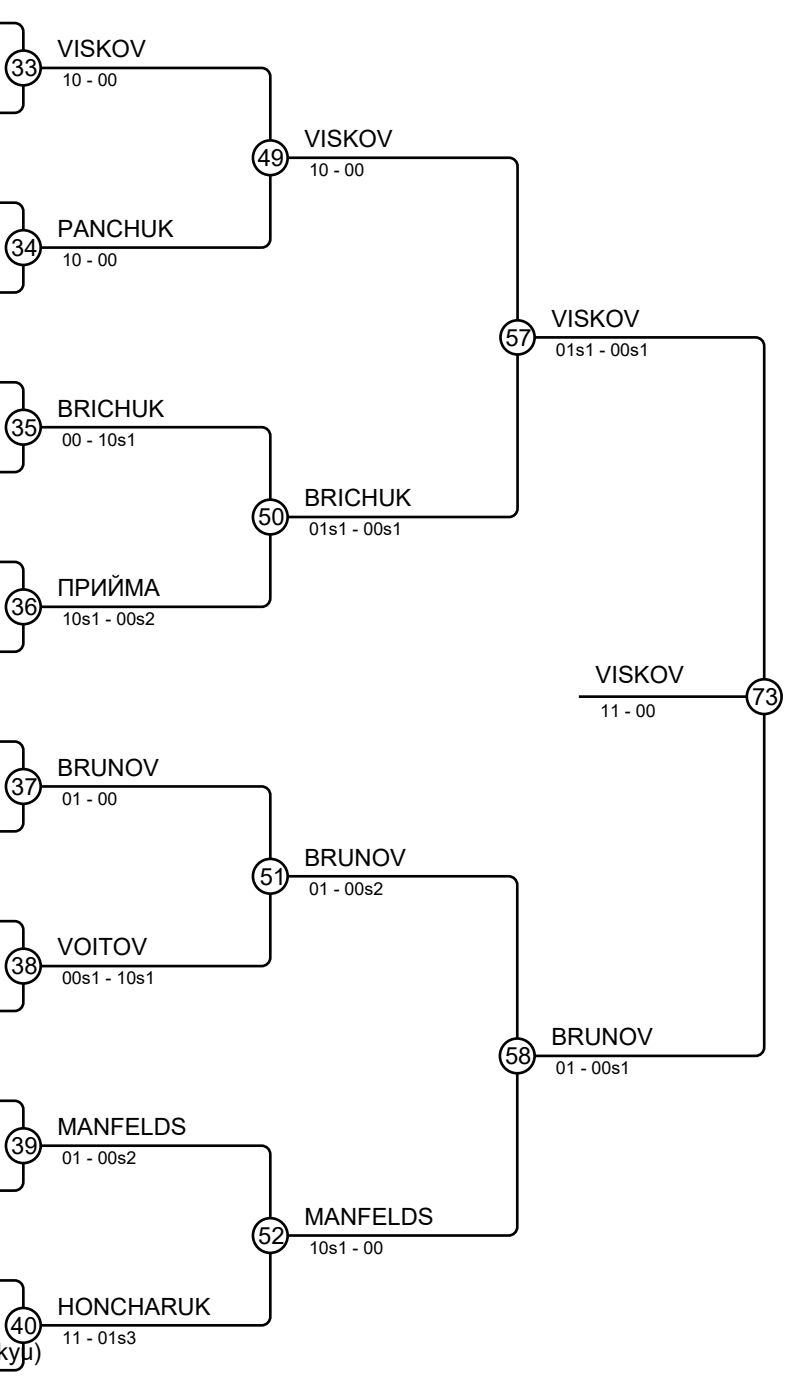 VISKOV
33
10 - 00
VISKOV
49
10 - 00
PANCHUK
34
10 - 00
VISKOV
57
01s1 - 00s1
BRICHUK
35
00 - 10s1
BRICHUK
50
01s1 - 00s1
ПРИЙМА
36
10s1 - 00s2
VISKOV
73
11 - 00
BRUNOV
37
01 - 00
BRUNOV
51
01 - 00s2
VOITOV
38
00s1 - 10s1
BRUNOV
58
01 - 00s1
MANFELDS
39
01 - 00s2
MANFELDS
52
10s1 - 00
HONCHARUK
40
11 - 01s3
kyu)